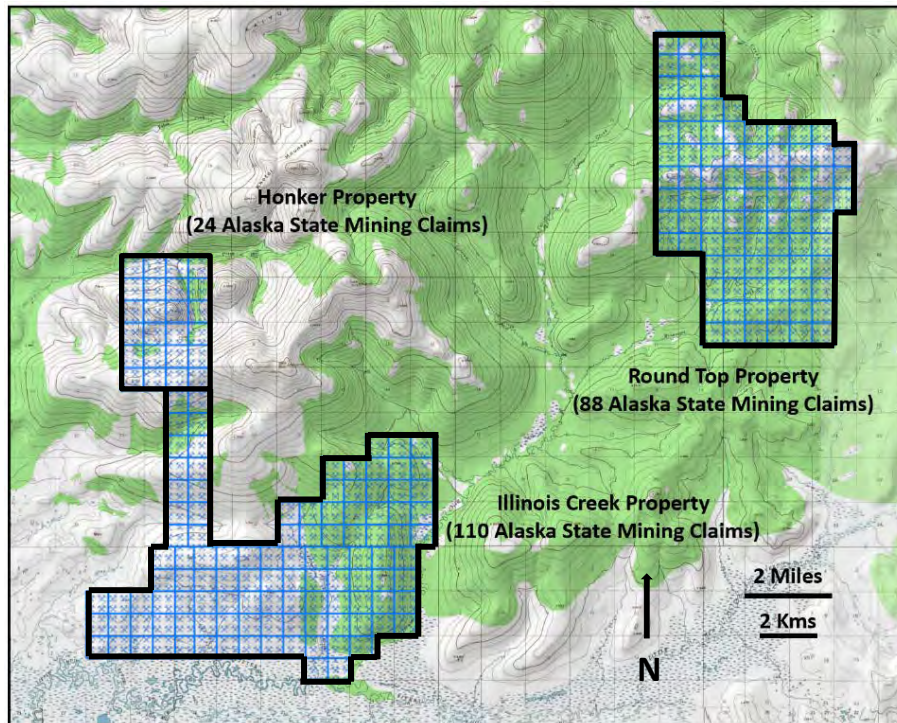 Honker Property
(24 Alaska State Mining Claims)
Round Top Property
(88 Alaska State Mining Claims)
Illinois Creek Property
(110 Alaska State Mining Claims)
2 Miles
2 Kms
N